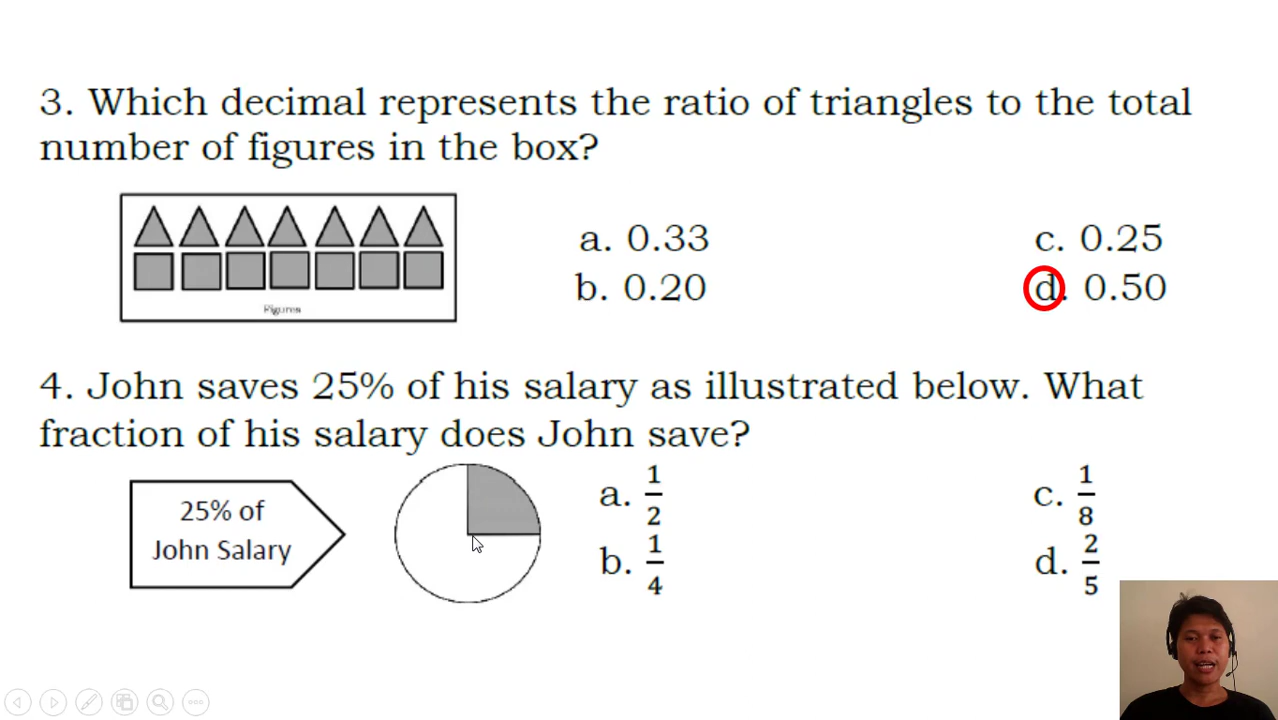 3. Which decimal represents the ratio of triangles to the total
number of figures in the box?
Figures
a. 0.33
b. 0.20
c. 0.25
d. 0.50
4. John saves 25% of his salary as illustrated below. What
fraction of his salary does John save?
25% of
John Salary
a. 1/2
b. 1/4
c. 1/8
d. 2/5